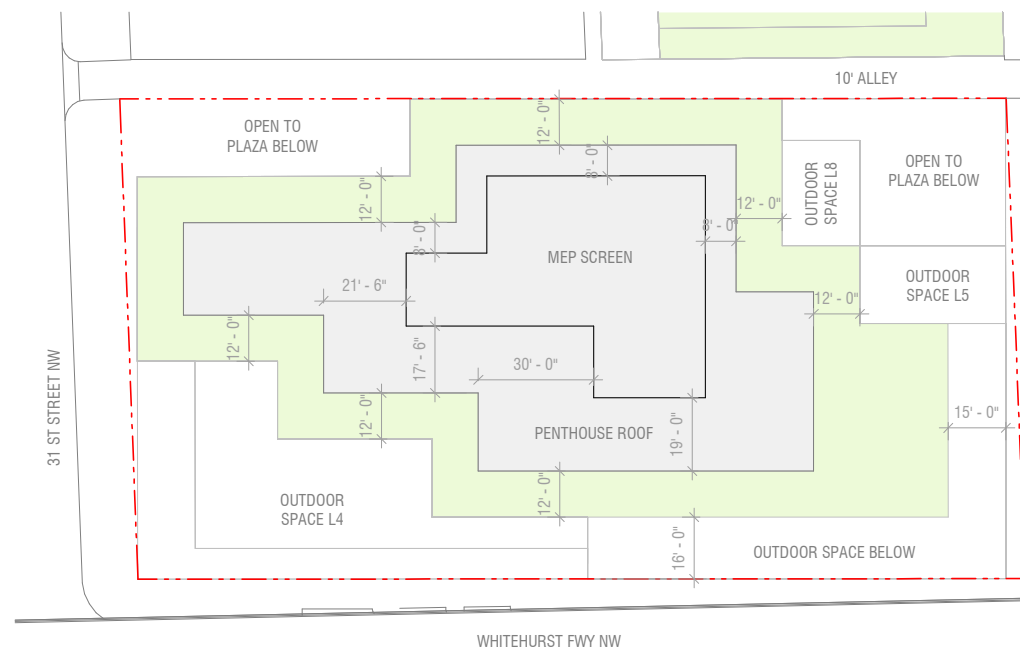 10' ALLEY
OPEN TO
PLAZA BELOW
12' - 0"
8' - 0"
OUTDOOR
SPACE L8
OPEN TO
PLAZA BELOW
12' - 0"
12' - 0"
8' - 0"
8' - 0"
MEP SCREEN
OUTDOOR
SPACE L5
21' - 6"
12' - 0"
12' - 0"
17' - 6"
30' - 0"
31 ST STREET NW
12' - 0"
PENTHOUSE ROOF
19' - 0"
15' - 0"
OUTDOOR
SPACE L4
12' - 0"
16' - 0"
OUTDOOR SPACE BELOW
WHITEHURST FWY NW